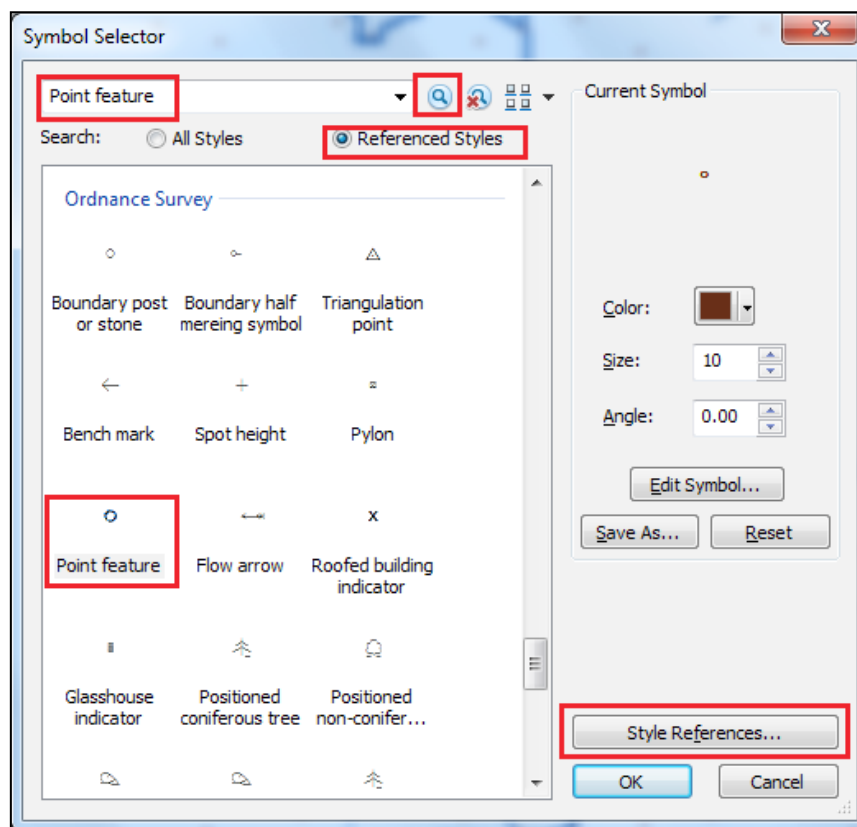 Symbol Selector
Point feature
Search:
All Styles
Referenced Styles
Ordnance Survey
Boundary post
or stone
Boundary half
mereing symbol
Triangulation
point
Bench mark
Spot height
Pylon
Point feature
Flow arrow
Roofed building
indicator
Glasshouse
indicator
Positioned
coniferous tree
Positioned
non-conifer...
Current Symbol
Color:
Size:
10
Angle:
0.00
Edit Symbol...
Save As...
Reset
Style References...
OK
Cancel